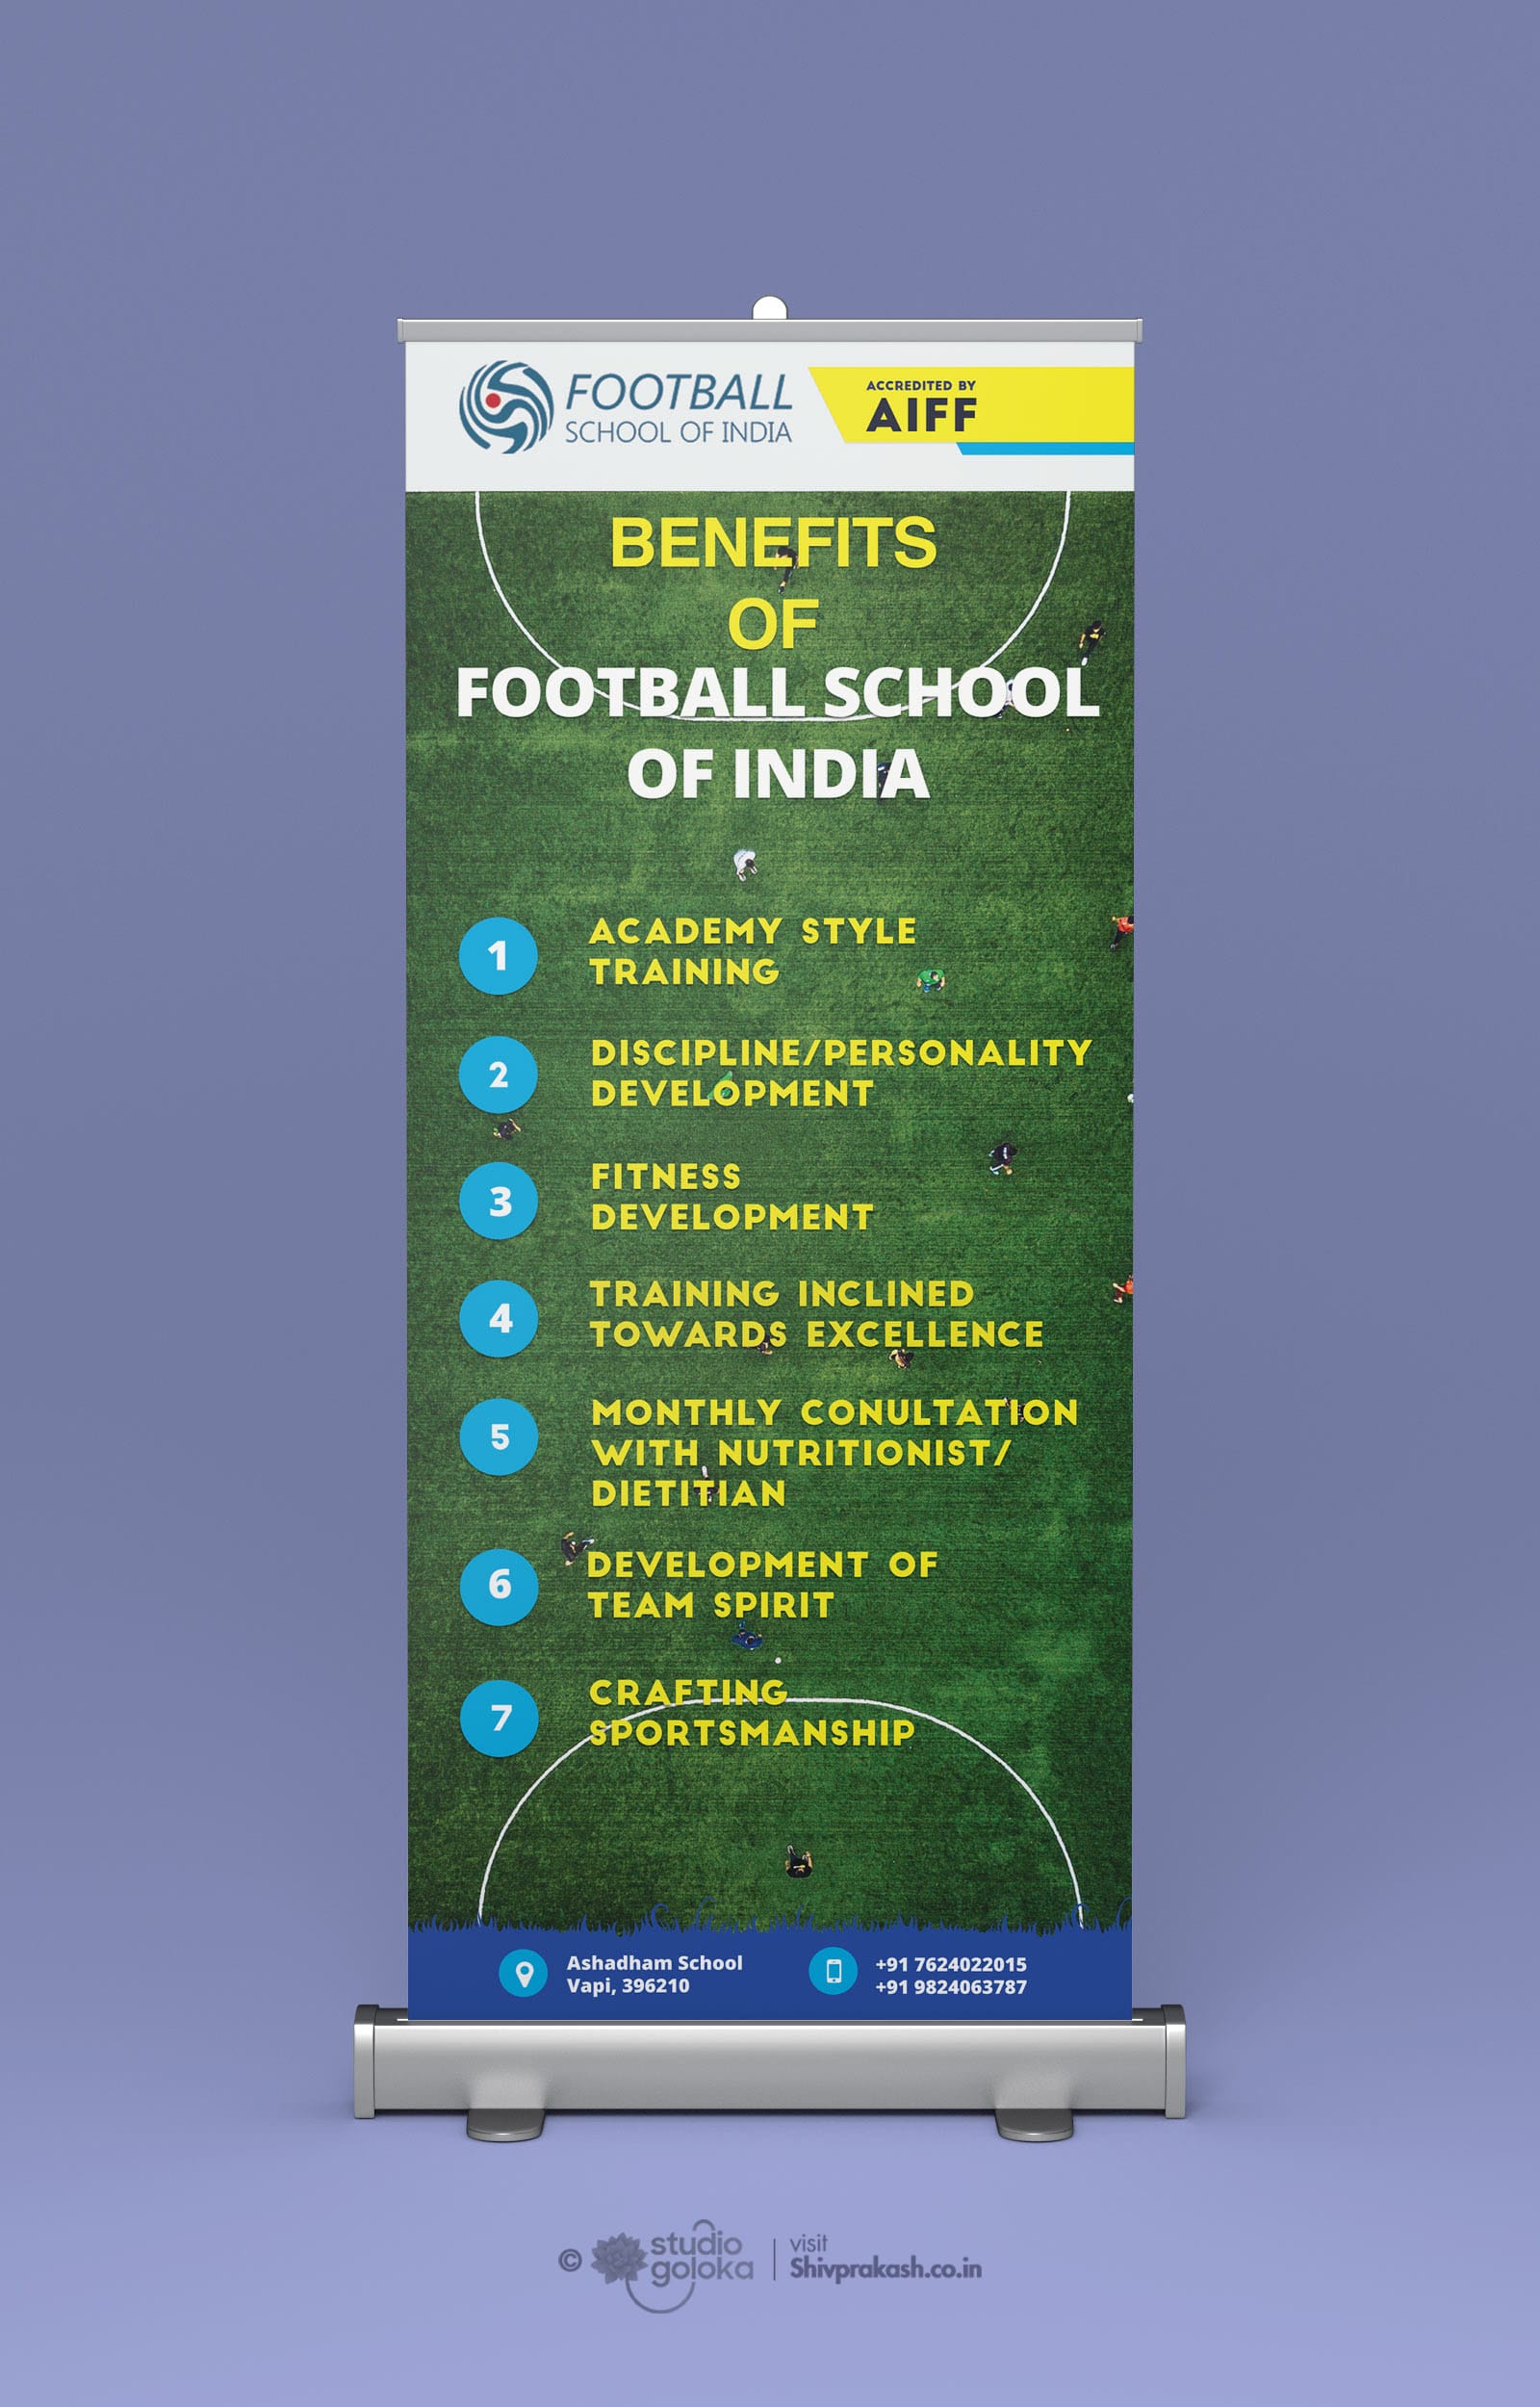 FOOTBALL
SCHOOL OF INDIA
ACCREDITED BY
AIFF
BENEFITS
OF
FOOTBALL SCHOOL
OF INDIA
1
ACADEMY STYLE
TRAINING
2
DISCIPLINE/PERSONALITY
DEVELOPMENT
3
FITNESS
DEVELOPMENT
4
TRAINING INCLINED
TOWARDS EXCELLENCE
5
MONTHLY CONULTATION
WITH NUTRITIONIST/
DIETITIAN
6
DEVELOPMENT OF
TEAM SPIRIT
7
CRAFTING
SPORTSMANSHIP
Ashadham School
Vapi, 396210
+91 7624022015
+91 9824063787
© studio
goloka
visit
Shivprakash.co.in